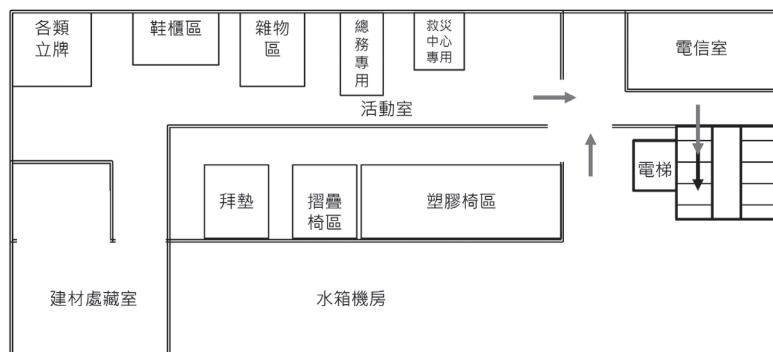 各類
立牌
鞋櫃區
雜物
區
總
務
專
用
救災
中心
專用
電信室
活動室
電梯
拜墊
摺疊
椅區
塑膠椅區
建材處藏室
水箱機房